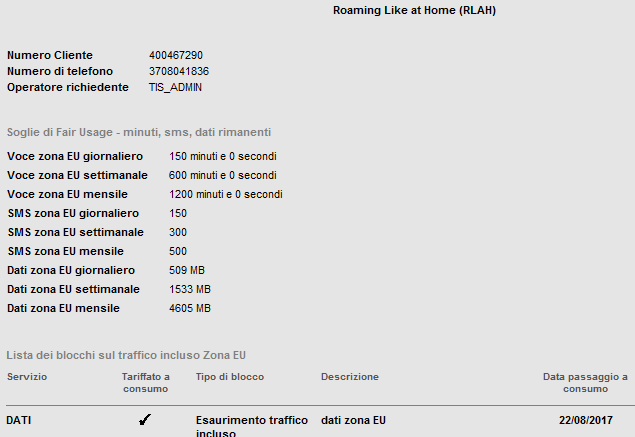 Roaming Like at Home (RLAH)
Numero Cliente 400467290
Numero di telefono 3708041836
Operatore richiedente TIS_ADMIN
Soglie di Fair Usage - minuti, sms, dati rimanenti
Voce zona EU giornaliero 150 minuti e 0 secondi
Voce zona EU settimanale 600 minuti e 0 secondi
Voce zona EU mensile 1200 minuti e 0 secondi
SMS zona EU giornaliero 150
SMS zona EU settimanale 300
SMS zona EU mensile 500
Dati zona EU giornaliero 509 MB
Dati zona EU settimanale 1533 MB
Dati zona EU mensile 4605 MB
Lista dei blocchi sul traffico incluso Zona EU
Servizio Tariffato a Tipo di blocco Descrizione Data passaggio a
consumo consumo
DATI ✓ Esaurimento traffico dati zona EU 22/08/2017
incluso